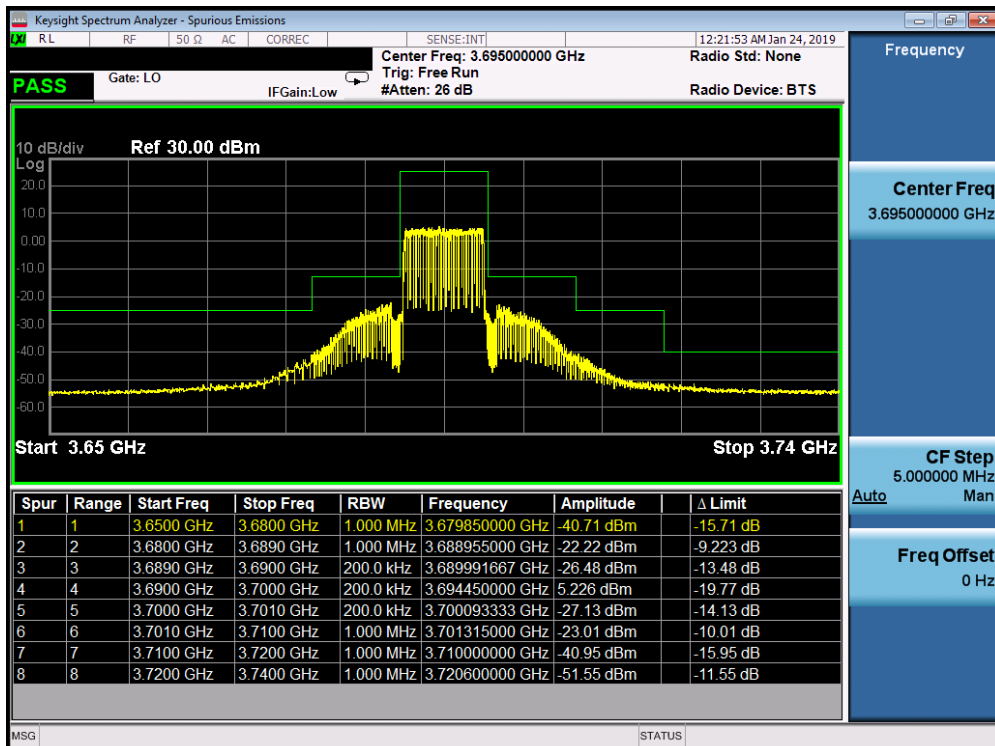 Keysight Spectrum Analyzer - Spurious Emissions
LXI RL RF 50 Ω AC CORREC SENSE:INT 12:21:53 AM Jan 24, 2019
Center Freq: 3.695000000 GHz Radio Std: None
PASS Gate: LO Trig: Free Run
IFGain:Low #Atten: 26 dB Radio Device: BTS
10 dB/div Ref 30.00 dBm
Log
20.0
10.0
0.00
-10.0
-20.0
-30.0
-40.0
-50.0
-60.0
Start 3.65 GHz Stop 3.74 GHz
Spur Range Start Freq Stop Freq RBW Frequency Amplitude Δ Limit
1 1 3.6500 GHz 3.6800 GHz 1.000 MHz 3.679850000 GHz -40.71 dBm -15.71 dB
2 2 3.6800 GHz 3.6890 GHz 1.000 MHz 3.688955000 GHz -22.22 dBm -9.223 dB
3 3 3.6890 GHz 3.6900 GHz 200.0 kHz 3.689991667 GHz -26.48 dBm -13.48 dB
4 4 3.6900 GHz 3.7000 GHz 200.0 kHz 3.694450000 GHz 5.226 dBm -19.77 dB
5 5 3.7000 GHz 3.7010 GHz 200.0 kHz 3.700093333 GHz -27.13 dBm -14.13 dB
6 6 3.7010 GHz 3.7100 GHz 1.000 MHz 3.701315000 GHz -23.01 dBm -10.01 dB
7 7 3.7100 GHz 3.7200 GHz 1.000 MHz 3.710000000 GHz -40.95 dBm -15.95 dB
8 8 3.7200 GHz 3.7400 GHz 1.000 MHz 3.720600000 GHz -51.55 dBm -11.55 dB
MSG STATUS
Frequency
Center Freq
3.695000000 GHz
CF Step
5.000000 MHz
Auto Man
Freq Offset
0 Hz